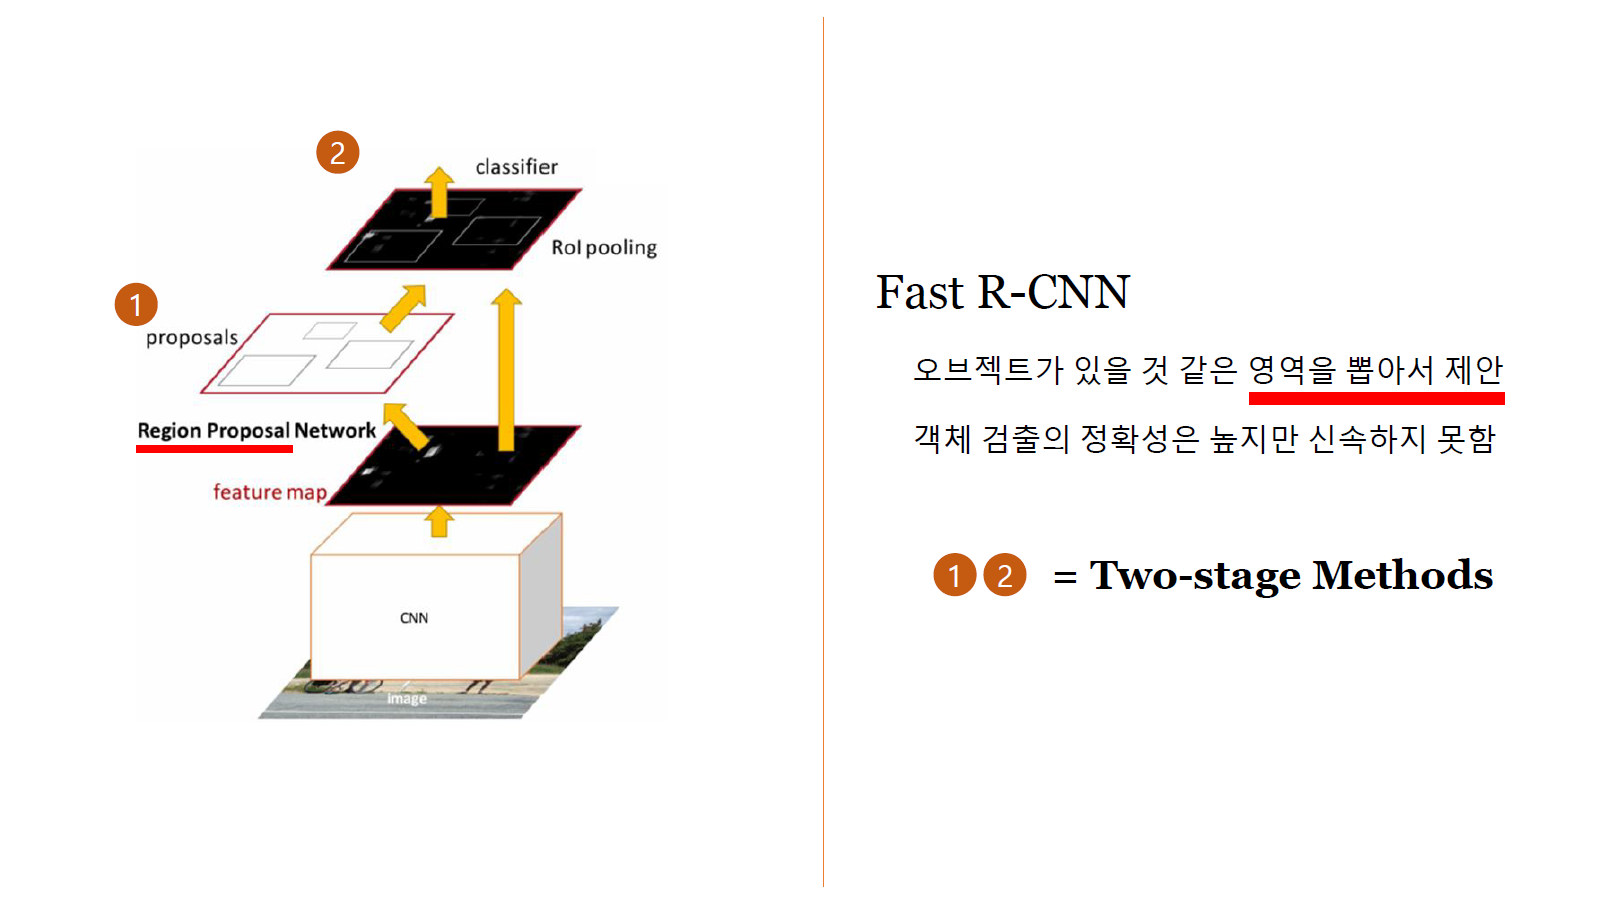 2
classifier
RoI pooling
1
proposals
Region Proposal Network
feature map
CNN
image
Fast R-CNN
오브젝트가 있을 것 같은 영역을 뽑아서 제안
객체 검출의 정확성은 높지만 신속하지 못함
1 2 = Two-stage Methods